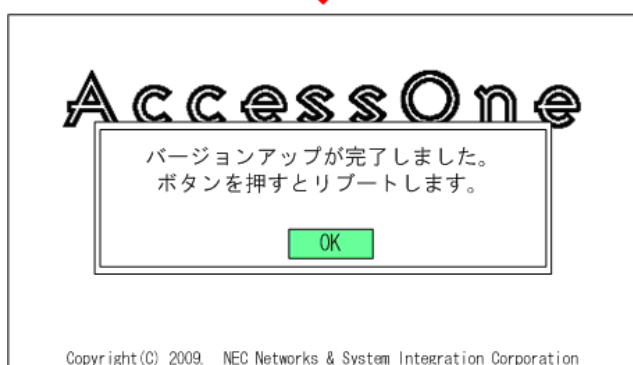 AccessOne
バージョンアップが完了しました。
ボタンを押すとリブートします。
OK
Copyright(C) 2009. NEC Networks & System Integration Corporation